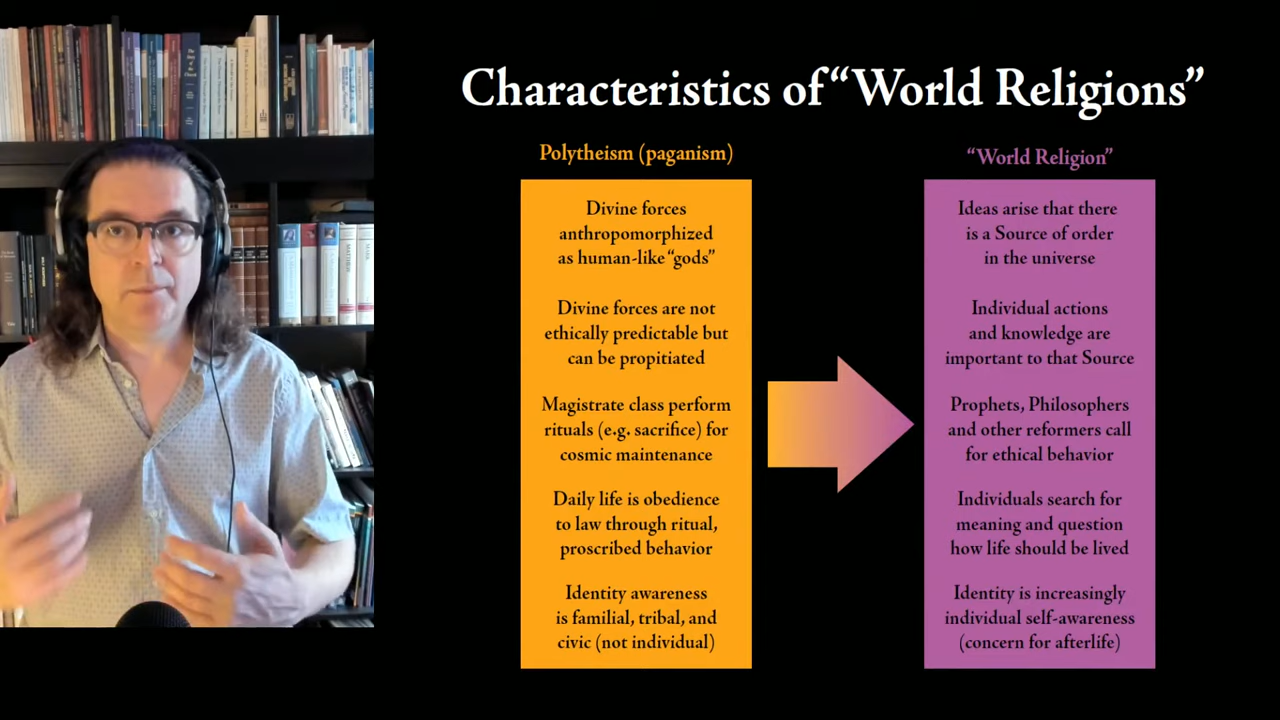 Characteristics of “World Religions”
Polytheism (paganism)
Divine forces
anthropomorphized
as human-like “gods”
Divine forces are not
ethically predictable but
can be propitiated
Magistrate class perform
rituals (e.g. sacrifice) for
cosmic maintenance
Daily life is obedience
to law through ritual,
proscribed behavior
Identity awareness
is familial, tribal, and
civic (not individual)
“World Religion”
Ideas arise that there
is a Source of order
in the universe
Individual actions
and knowledge are
important to that Source
Prophets, Philosophers
and other reformers call
for ethical behavior
Individuals search for
meaning and question
how life should be lived
Identity is increasingly
individual self-awareness
(concern for afterlife)